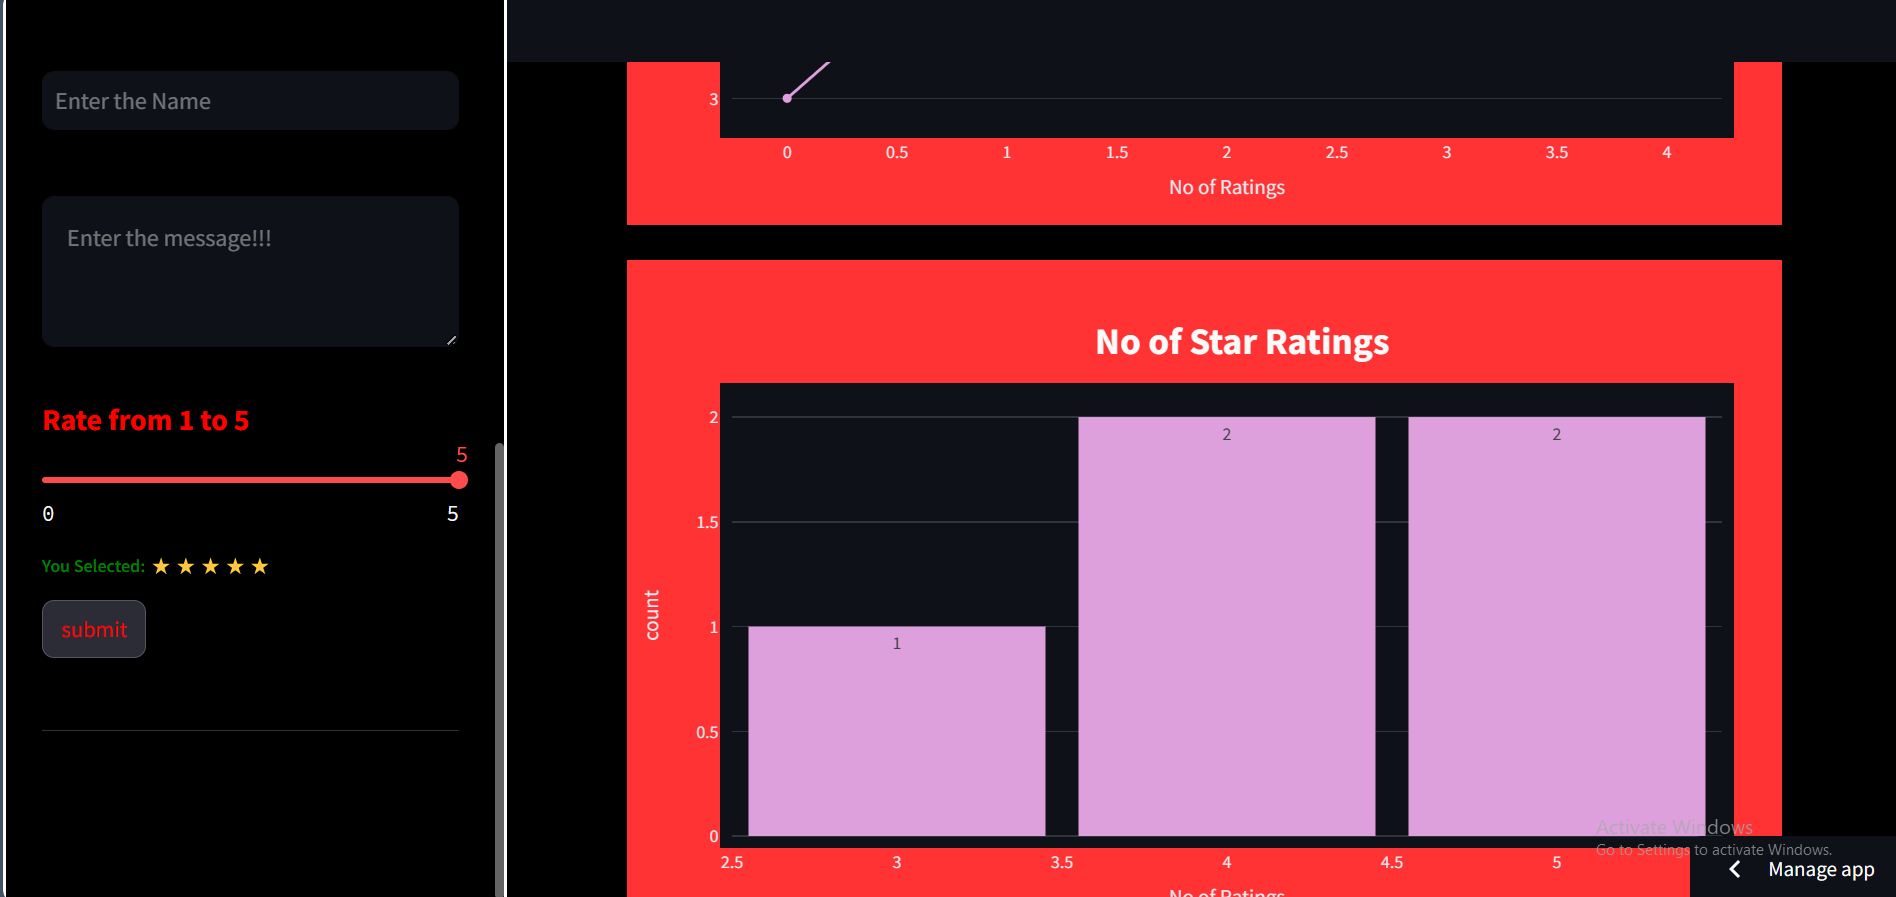 Enter the Name
Enter the message!!!
Rate from 1 to 5
5
0 5
You Selected: ★ ★ ★ ★ ★
submit
3
0 0.5 1 1.5 2 2.5 3 3.5 4
No of Ratings
No of Star Ratings
2
1.5
1
0.5
0
count
1 2 2
2.5 3 3.5 4 4.5 5
No of Ratings
Activate Windows
Go to Settings to activate Windows.
Manage app